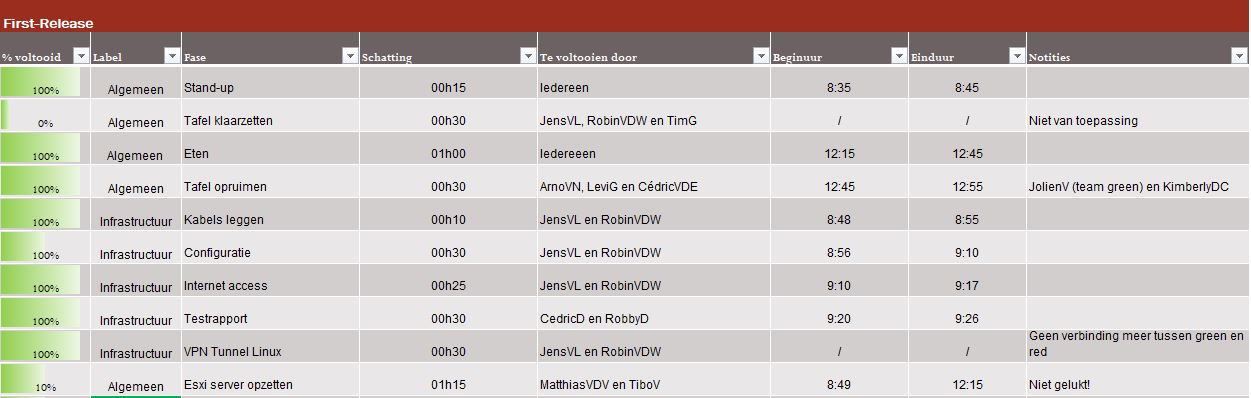 First-Release
% voltooid Label Fase Schatting Te voltooien door Beginuur Einduur Notities
100% Algemeen Stand-up 00h15 Iedereen 8:35 8:45
0% Algemeen Tafel klaarzetten 00h30 JensVL, RobinVDW en TimG / / Niet van toepassing
100% Algemeen Eten 01h00 Iedereeen 12:15 12:45
100% Algemeen Tafel opruimen 00h30 ArnoVN, LeviG en CédricVDE 12:45 12:55 JolienV (team green) en KimberlyDC
100% Infrastructuur Kabels leggen 00h10 JensVL en RobinVDW 8:48 8:55
100% Infrastructuur Configuratie 00h30 JensVL en RobinVDW 8:56 9:10
100% Infrastructuur Internet access 00h25 JensVL en RobinVDW 9:10 9:17
100% Infrastructuur Testrapport 00h30 CedricD en RobbyD 9:20 9:26
100% Infrastructuur VPN Tunnel Linux 00h30 JensVL en RobinVDW / / Geen verbinding meer tussen green en
red
10% Algemeen Esxi server opzetten 01h15 MatthiasVDV en TiboV 8:49 12:15 Niet gelukt!